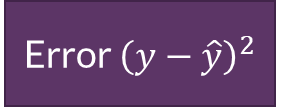 Error (y − ŷ)²